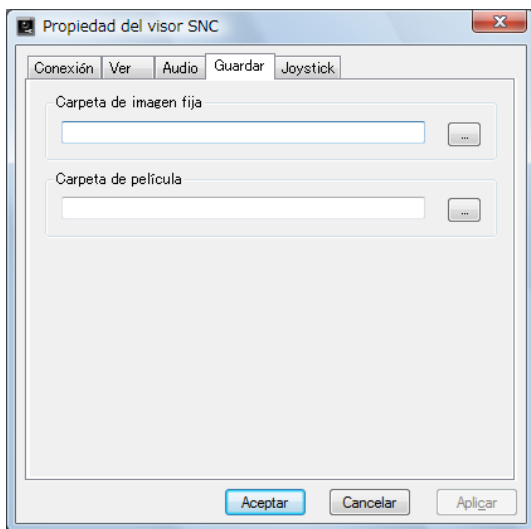 Propiedad del visor SNC
Conexión Ver Audio Guardar Joystick
Carpeta de imagen fija
...
Carpeta de película
...
Aceptar Cancelar Aplicar